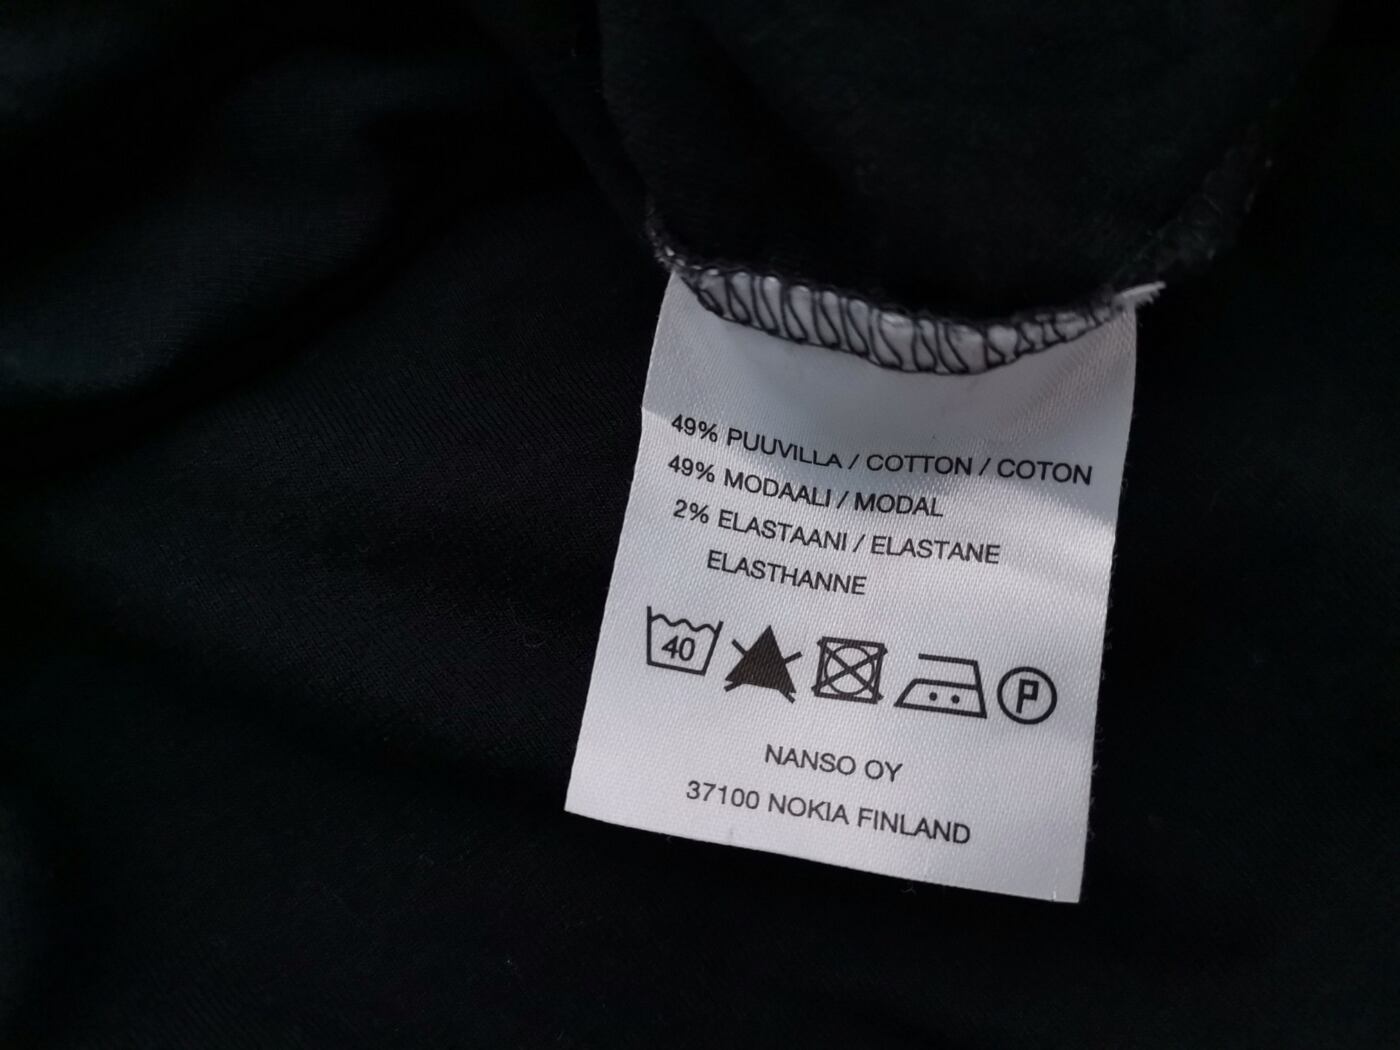 49% PUUVILLA / COTTON / COTON
49% MODAALI / MODAL
2% ELASTAANI / ELASTANE
ELASTHANNE
40
P
NANSO OY
37100 NOKIA FINLAND